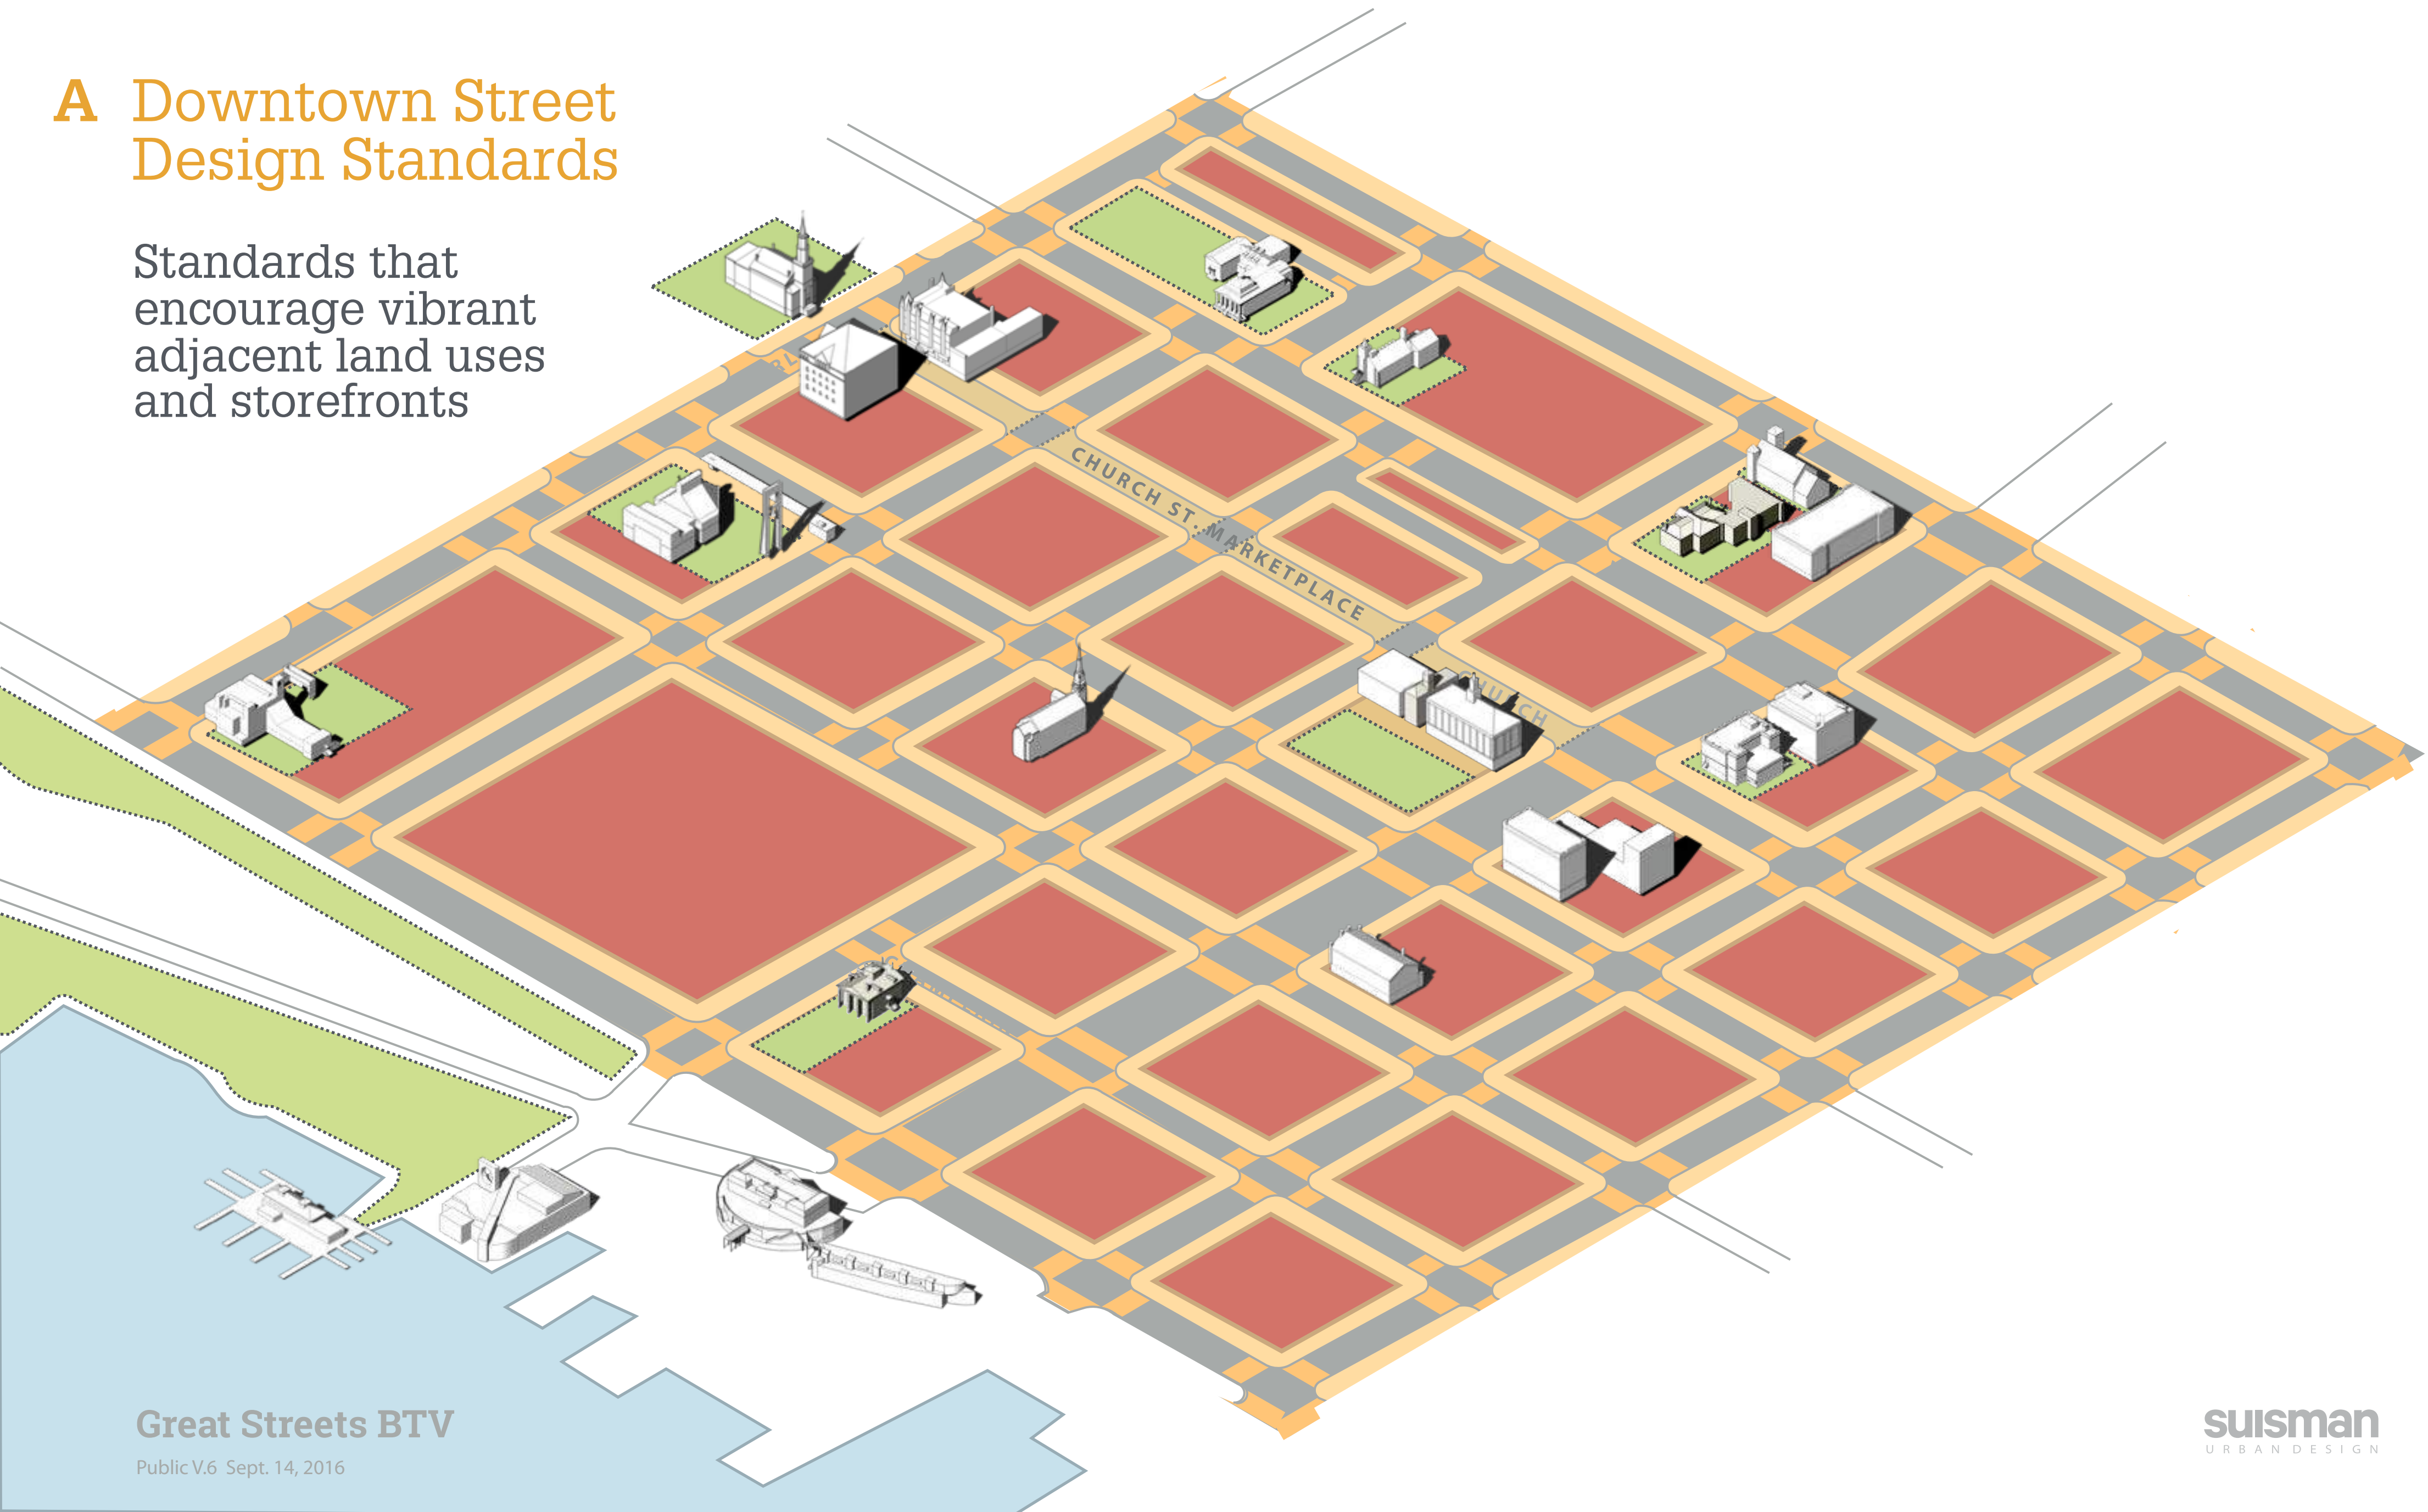 A Downtown Street
Design Standards
Standards that
encourage vibrant
adjacent land uses
and storefronts
CHURCH ST. MARKETPLACE
Great Streets BTV
Public V.6 Sept. 14, 2016
suisman
URBAN DESIGN